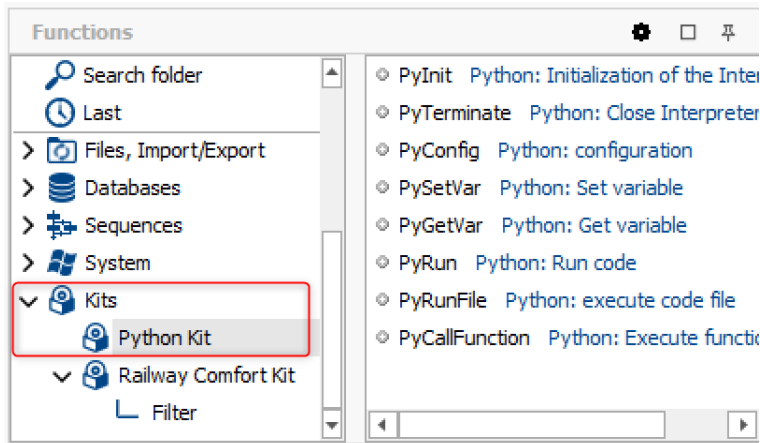 Functions
Search folder
Last
Files, Import/Export
Databases
Sequences
System
Kits
Python Kit
Railway Comfort Kit
Filter
PyInit Python: Initialization of the
PyTerminate Python: Close Interpreter
PyConfig Python: configuration
PySetVar Python: Set variable
PyGetVar Python: Get variable
PyRun Python: Run code
PyRunFile Python: execute code file
PyCallFunction Python: Execute